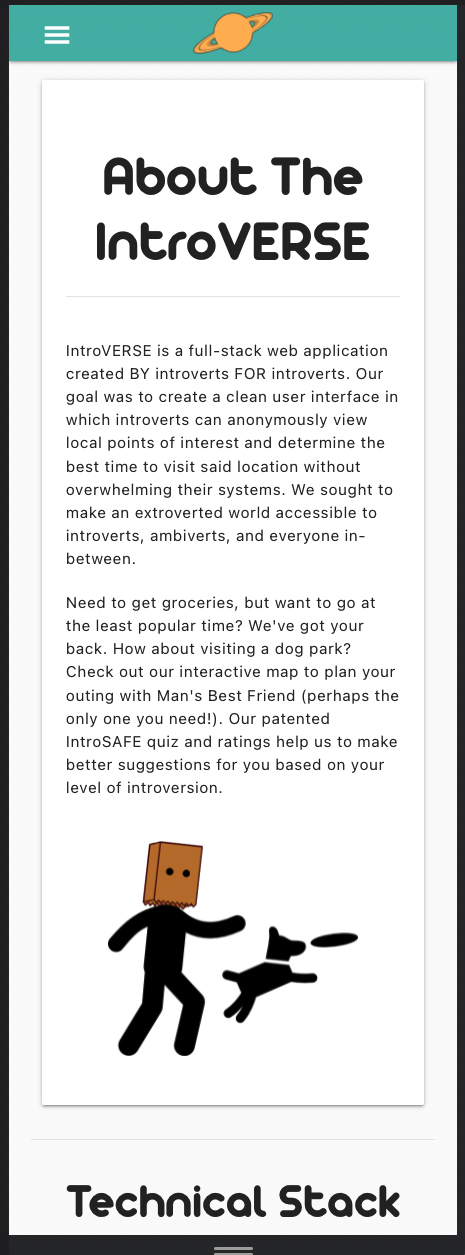 About The
IntroVERSE
IntroVERSE is a full-stack web application
created BY introverts FOR introverts. Our
goal was to create a clean user interface in
which introverts can anonymously view
local points of interest and determine the
best time to visit said location without
overwhelming their systems. We sought to
make an extroverted world accessible to
introverts, ambiverts, and everyone in-
between.
Need to get groceries, but want to go at
the least popular time? We've got your
back. How about visiting a dog park?
Check out our interactive map to plan your
outing with Man's Best Friend (perhaps the
only one you need!). Our patented
IntroSAFE quiz and ratings help us to make
better suggestions for you based on your
level of introversion.
Technical Stack